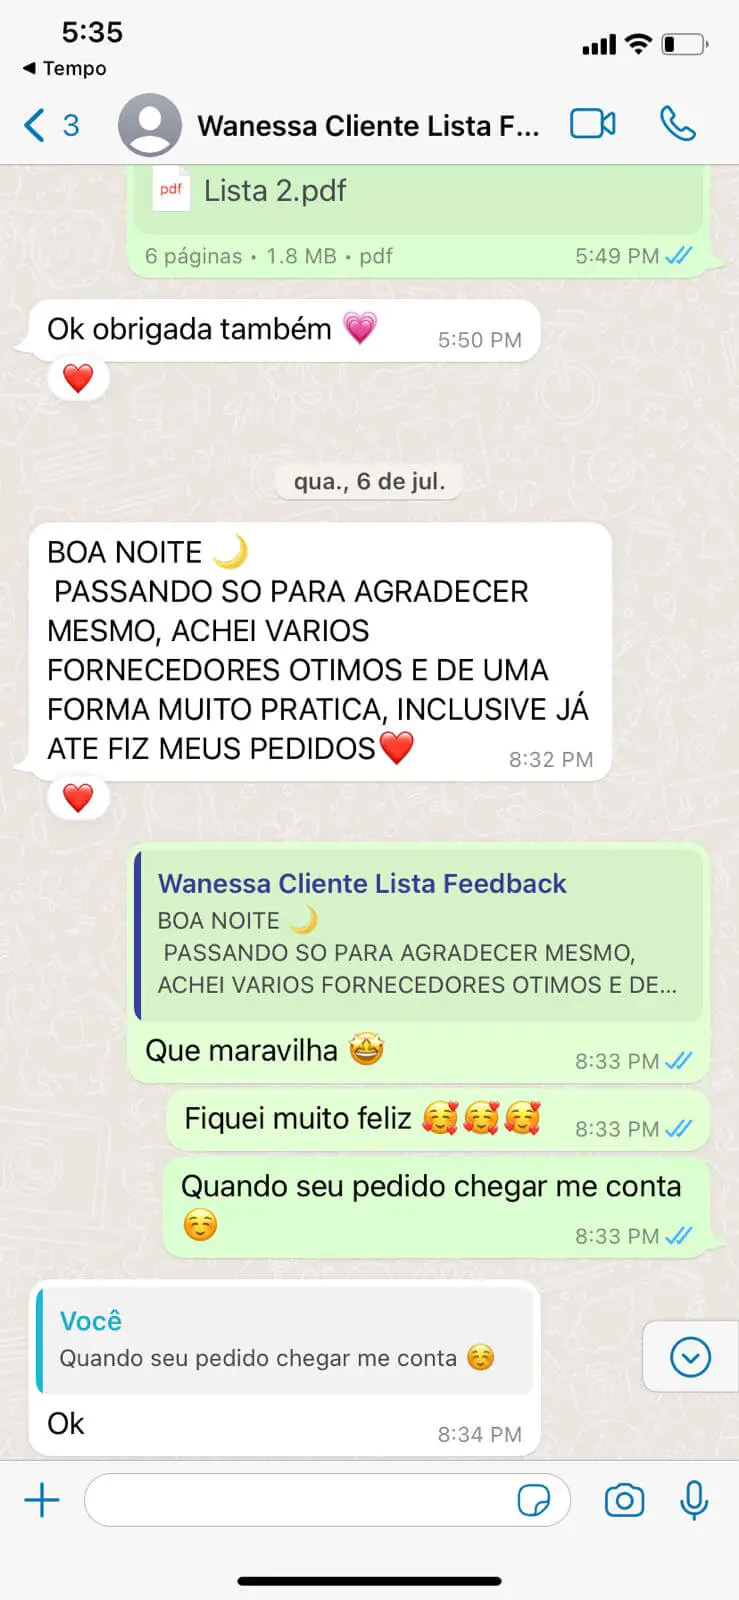 5:35
◀ Tempo
3
Wanessa Cliente Lista F...
pdf
Lista 2.pdf
6 páginas • 1.8 MB • pdf
5:49 PM
Ok obrigada também 💗
5:50 PM
❤️
qua., 6 de jul.
BOA NOITE 🌙
PASSANDO SO PARA AGRADECER
MESMO, ACHEI VARIOS
FORNECEDORES OTIMOS E DE UMA
FORMA MUITO PRATICA, INCLUSIVE JÁ
ATE FIZ MEUS PEDIDOS❤️
8:32 PM
❤️
Wanessa Cliente Lista Feedback
BOA NOITE 🌙
PASSANDO SO PARA AGRADECER MESMO,
ACHEI VARIOS FORNECEDORES OTIMOS E DE...
Que maravilha 🤩
8:33 PM
Fiquei muito feliz 🥰🥰🥰
8:33 PM
Quando seu pedido chegar me conta
☺️
8:33 PM
Você
Quando seu pedido chegar me conta ☺️
Ok
8:34 PM